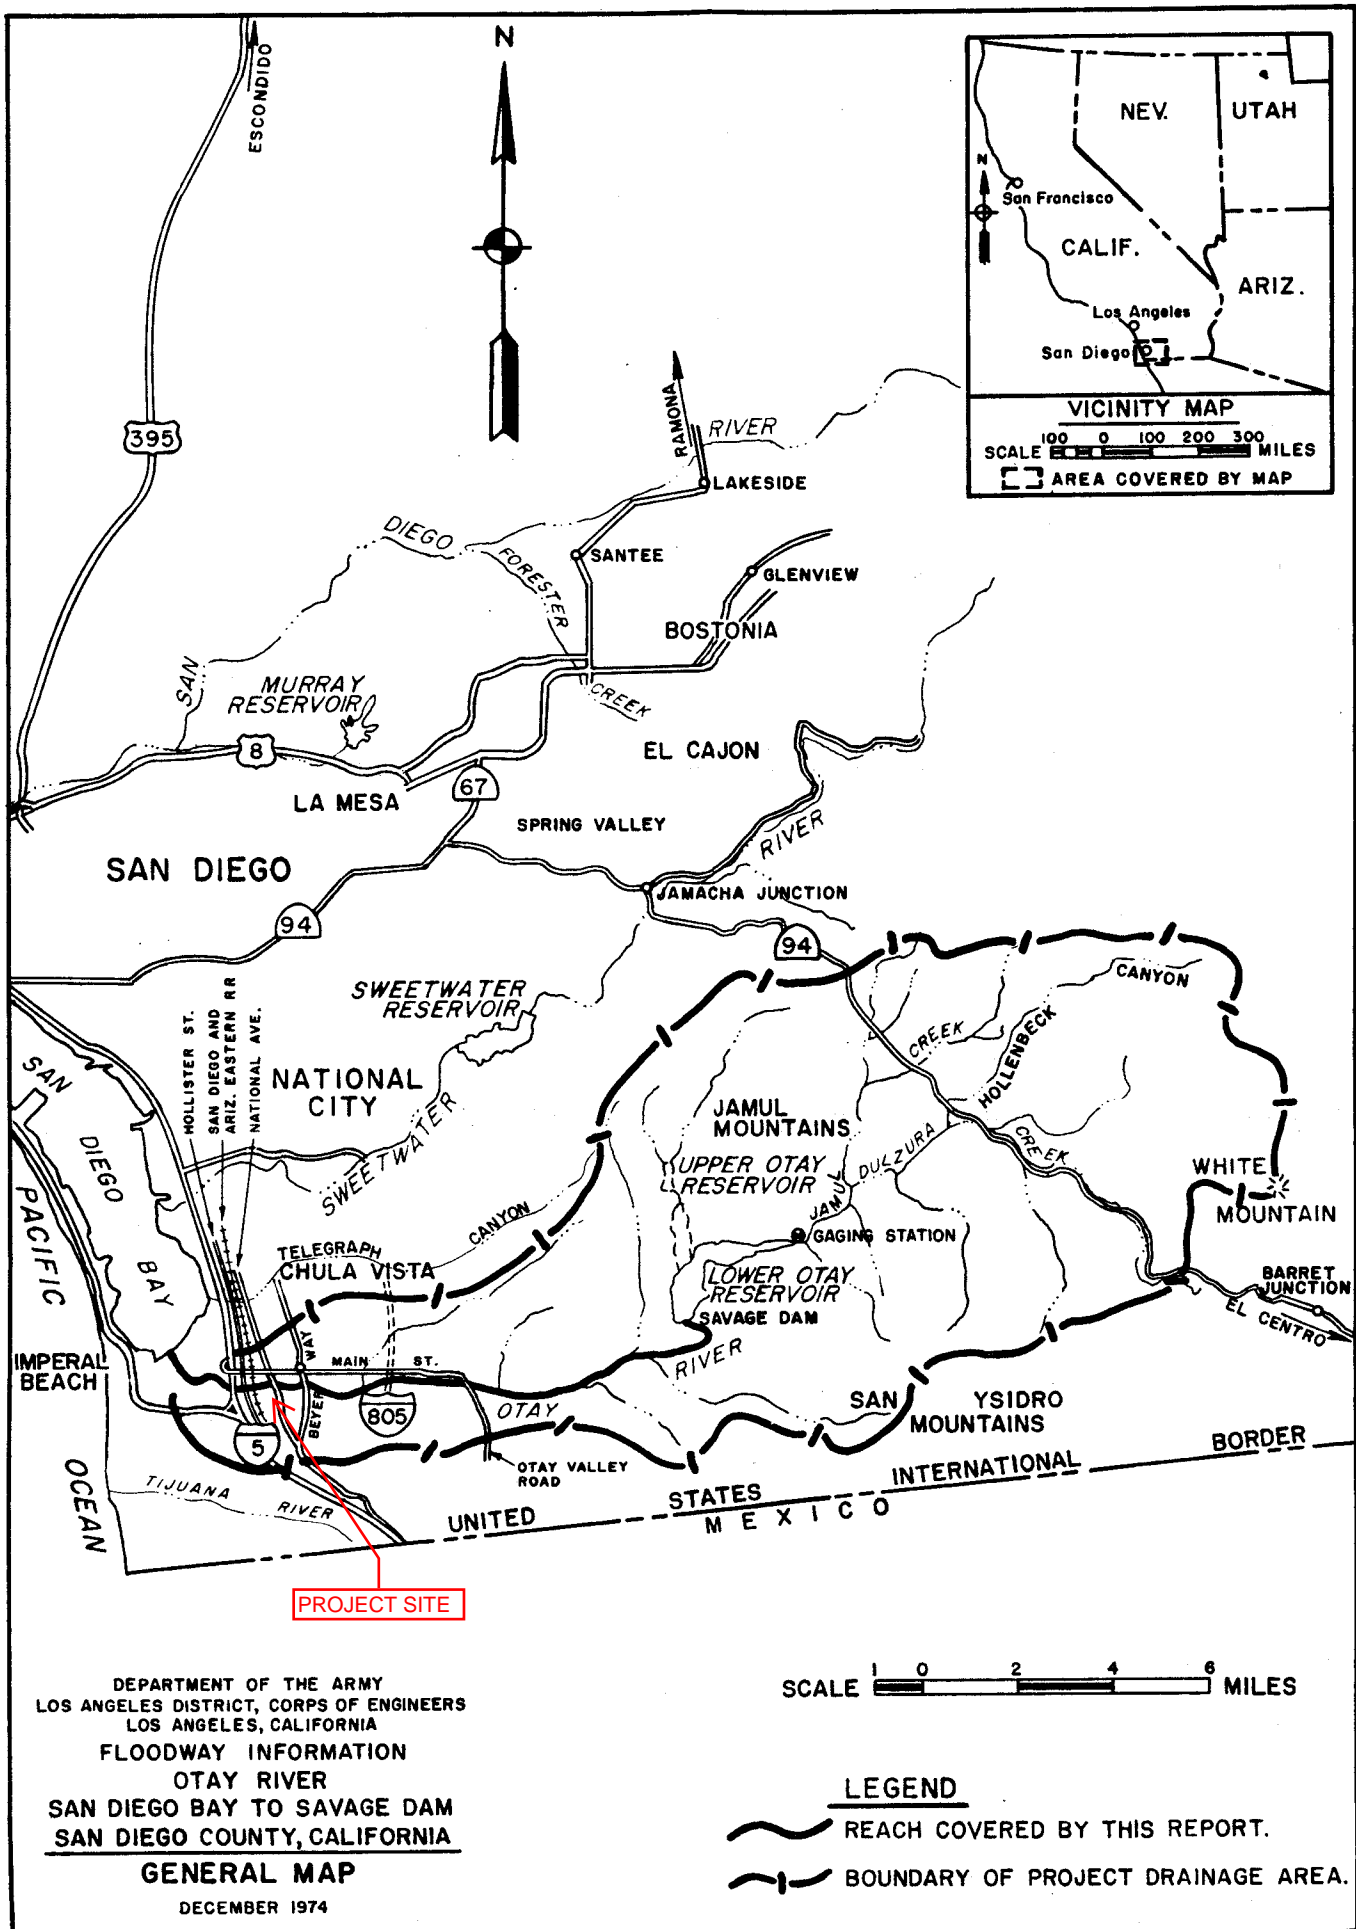 N
ESCONDIDO
395
NEV.
UTAH
N
San Francisco
CALIF.
ARIZ.
Los Angeles
San Diego
VICINITY MAP
100 0 100 200 300
SCALE MILES
AREA COVERED BY MAP
RAMONA
RIVER
LAKESIDE
DIEGO
FORESTER
SANTEE
GLENVIEW
BOSTONIA
SAN
MURRAY
RESERVOIR
CREEK
8
EL CAJON
67
LA MESA
SPRING VALLEY
RIVER
SAN DIEGO
JAMACHA JUNCTION
94
94
CANYON
SWEETWATER
RESERVOIR
HOLLISTER ST.
SAN DIEGO AND
ARIZ. EASTERN RR
NATIONAL AVE.
CREEK
HOLLENBECK
SAN
DIEGO
BAY
NATIONAL
CITY
SWEETWATER
JAMUL
MOUNTAINS
DULZURA
CREEK
UPPER OTAY
RESERVOIR
JAMUL
WHITE
MOUNTAIN
PACIFIC
OCEAN
CANYON
TELEGRAPH
CHULA VISTA
GAGING STATION
LOWER OTAY
RESERVOIR
BARRET
JUNCTION
EL CENTRO
SAVAGE DAM
WAY
BEYER
MAIN ST.
RIVER
IMPERAL
BEACH
805
OTAY
SAN YSIDRO
MOUNTAINS
5
OTAY VALLEY
ROAD
TIJUANA RIVER
UNITED STATES INTERNATIONAL BORDER
MEXICO
PROJECT SITE
DEPARTMENT OF THE ARMY
LOS ANGELES DISTRICT, CORPS OF ENGINEERS
LOS ANGELES, CALIFORNIA
FLOODWAY INFORMATION
OTAY RIVER
SAN DIEGO BAY TO SAVAGE DAM
SAN DIEGO COUNTY, CALIFORNIA
GENERAL MAP
DECEMBER 1974
1 0 2 4 6
SCALE MILES
LEGEND
REACH COVERED BY THIS REPORT.
BOUNDARY OF PROJECT DRAINAGE AREA.